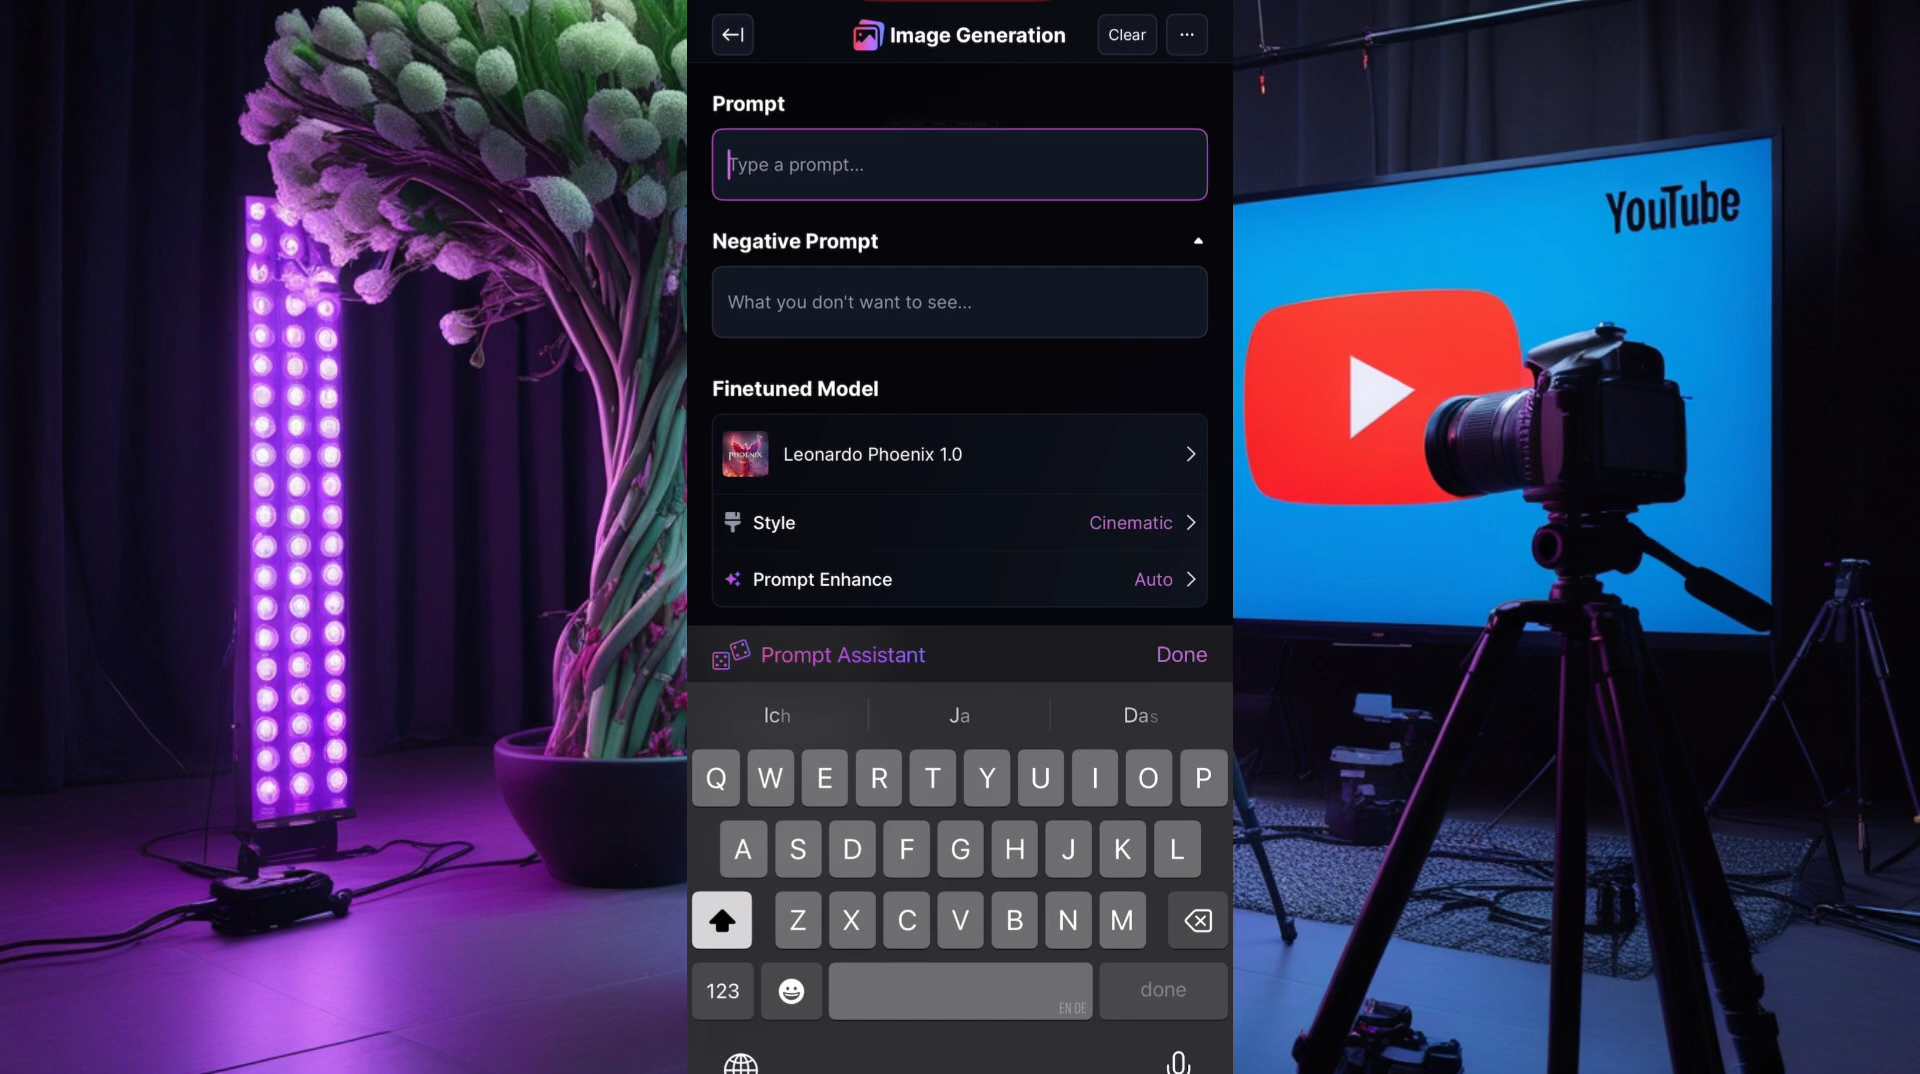 Image Generation
Clear
Prompt
Type a prompt...
Negative Prompt
What you don't want to see...
Finetuned Model
PHOENIX
Leonardo Phoenix 1.0
Style
Cinematic
Prompt Enhance
Auto
Prompt Assistant
Done
Ich
Ja
Das
Q W E R T Y U I O P
A S D F G H J K L
Z X C V B N M
123
EN DE
done
YouTube